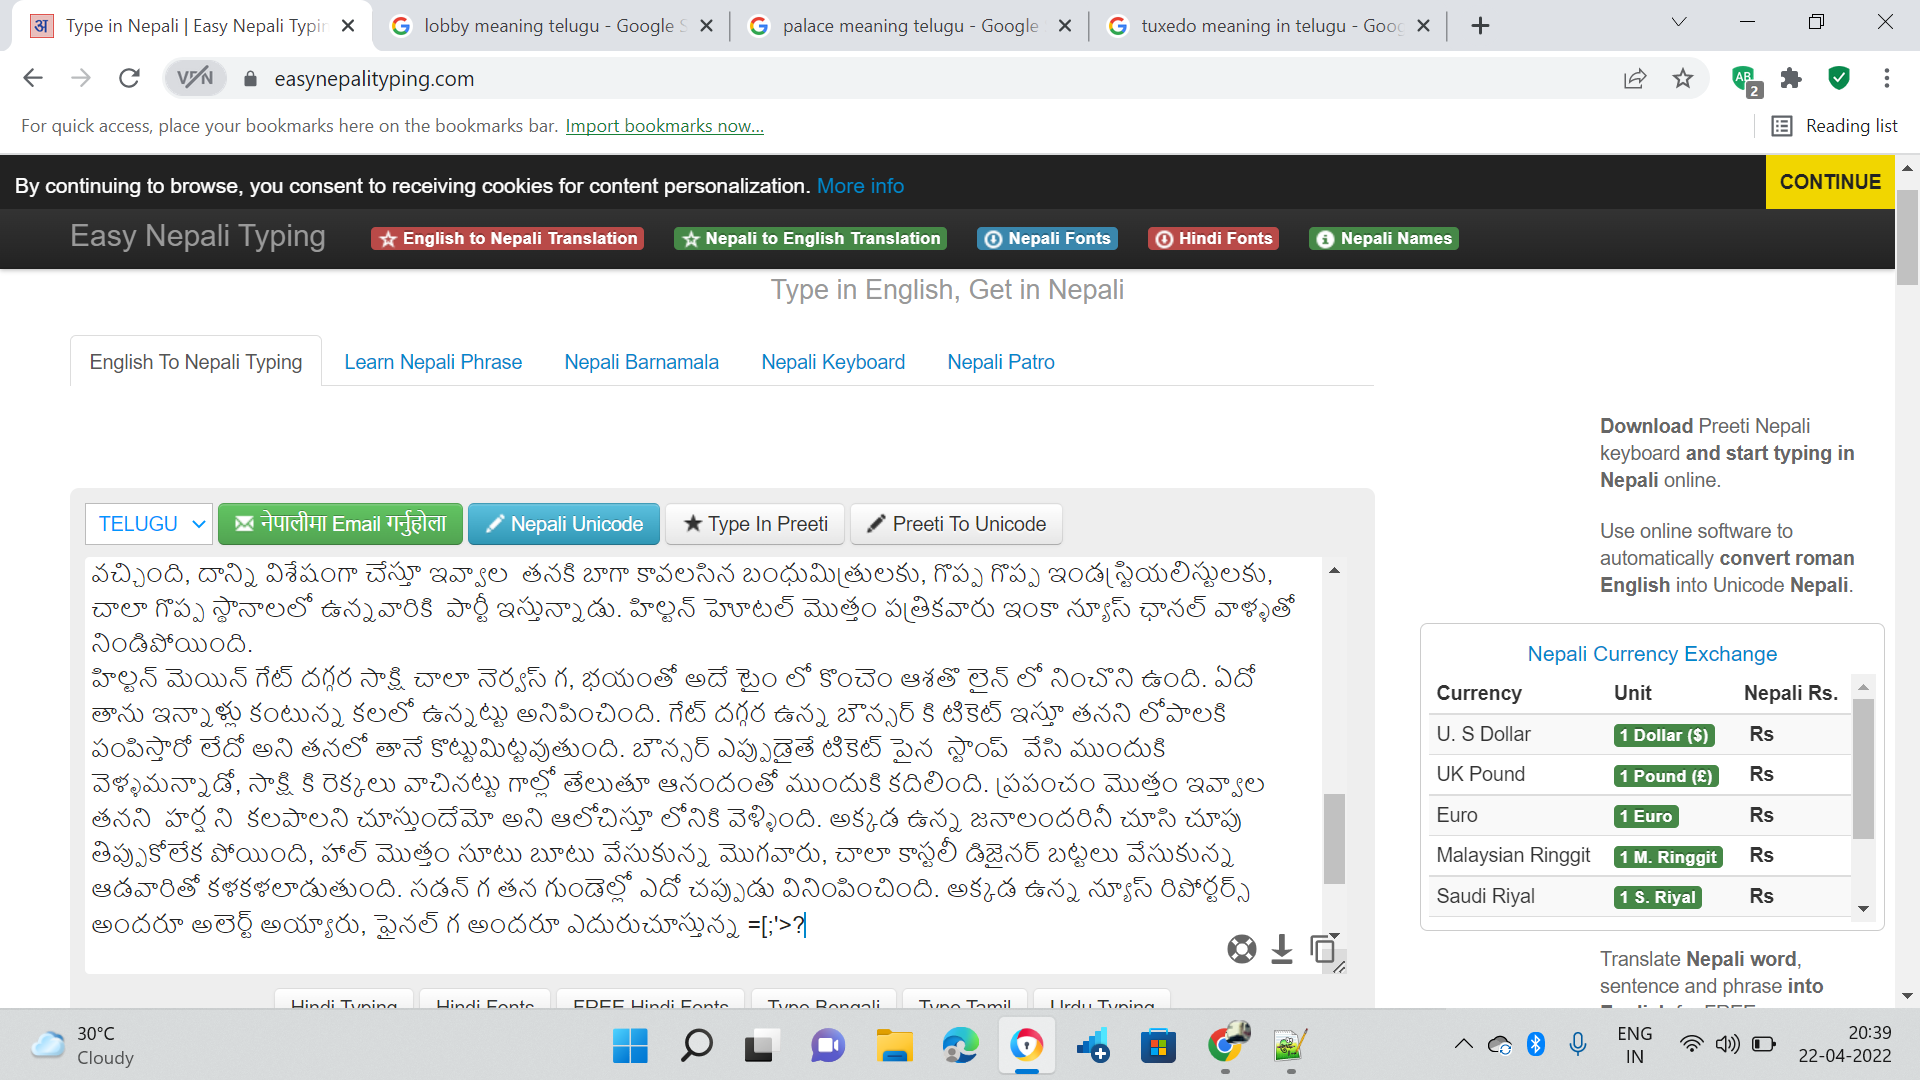 Type in Nepali | Easy Nepali Typin
lobby meaning telugu - Google S
palace meaning telugu - Google
tuxedo meaning in telugu - Goog
VPN
easynepalityping.com
AB
2
For quick access, place your bookmarks here on the bookmarks bar. Import bookmarks now...
Reading list
By continuing to browse, you consent to receiving cookies for content personalization. More info
CONTINUE
Easy Nepali Typing
English to Nepali Translation
Nepali to English Translation
Nepali Fonts
Hindi Fonts
Nepali Names
Type in English, Get in Nepali
English To Nepali Typing
Learn Nepali Phrase
Nepali Barnamala
Nepali Keyboard
Nepali Patro
TELUGU
नेपालीमा Email गर्नुहोला
Nepali Unicode
Type In Preeti
Preeti To Unicode
వచ్చింది, దాన్ని విశేషంగా చేస్తూ ఇవ్వాల తనకి బాగా కావలసిన బంధుమిత్రులకు, గొప్ప గొప్ప ఇండస్ట్రియలిస్టులకు,
చాలా గొప్ప స్థానాలలో ఉన్నవారికి పార్టీ ఇస్తున్నాడు. హిల్టన్ హెూటల్ మొత్తం పత్రికవారు ఇంకా న్యూస్ ఛానల్ వాళ్ళతో
నిండిపోయింది.
హిల్టన్ మెయిన్ గేట్ దగ్గర సాక్షి చాలా నెర్వస్ గ, భయంతో అదే టైం లో కొంచెం ఆశతొ లైన్ లో నించొని ఉంది. ఏదో
తాను ఇన్నాళ్లు కంటున్న కలలో ఉన్నట్టు అనిపించింది. గేట్ దగ్గర ఉన్న బౌన్సర్ కి టికెట్ ఇస్తూ తనని లోపాలకి
పంపిస్తారో లేదో అని తనలో తానే కొట్టుమిట్టవుతుంది. బౌన్సర్ ఎప్పుడైతే టికెట్ పైన స్టాంప్ వేసి ముందుకి
వెళ్ళమన్నాడో, సాక్షి కి రెక్కలు వాచినట్టు గాల్లో తేలుతూ ఆనందంతో ముందుకి కదిలింది. ప్రపంచం మొత్తం ఇవ్వాల
తనని హర్ష ని కలపాలని చూస్తుందేమో అని ఆలోచిస్తూ లోనికి వెళ్ళింది. అక్కడ ఉన్న జనాలందరినీ చూసి చూపు
తిప్పుకోలేక పోయింది, హాల్ మొత్తం సూటు బూటు వేసుకున్న మొగవారు, చాలా కాస్టలీ డిజైనర్ బట్టలు వేసుకున్న
ఆడవారితో కళకళలాడుతుంది. సడన్ గ తన గుండెల్లో ఎదో చప్పుడు వినింపించింది. అక్కడ ఉన్న న్యూస్ రిపోర్టర్స్
అందరూ అలెర్ట్ అయ్యారు, ఫైనల్ గ అందరూ ఎదురుచూస్తున్న =[;'>?
Download Preeti Nepali
keyboard and start typing in
Nepali online.
Use online software to
automatically convert roman
English into Unicode Nepali.
Nepali Currency Exchange
Currency Unit Nepali Rs.
U. S Dollar 1 Dollar ($) Rs
UK Pound 1 Pound (£) Rs
Euro 1 Euro Rs
Malaysian Ringgit 1 M. Ringgit Rs
Saudi Riyal 1 S. Riyal Rs
Translate Nepali word,
sentence and phrase into
Hindi Typing
Hindi Fonts
FREE Hindi Fonts
Type Bengali
Type Tamil
Urdu Typing
30°C
Cloudy
ENG
IN
20:39
22-04-2022